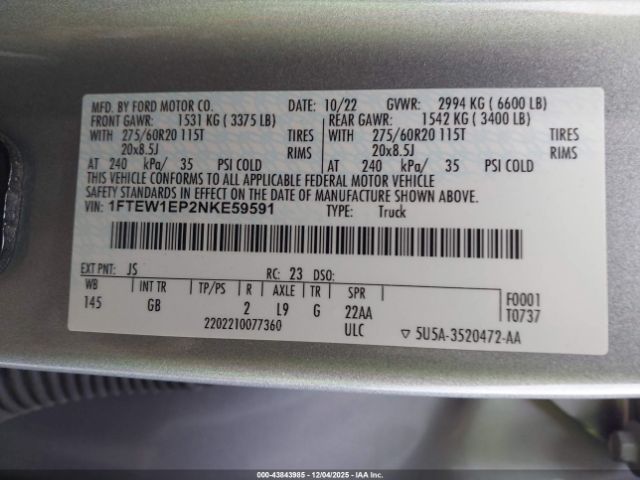 MFD. BY FORD MOTOR CO. DATE: 10/22 GVWR: 2994 KG ( 6600 LB)
FRONT GAWR: 1531 KG ( 3375 LB) REAR GAWR: 1542 KG ( 3400 LB)
WITH 275/60R20 115T TIRES WITH 275/60R20 115T TIRES
20x8.5J RIMS 20x8.5J RIMS
AT 240 kPa/ 35 PSI COLD AT 240 kPa/ 35 PSI COLD
THIS VEHICLE CONFORMS TO ALL APPLICABLE FEDERAL MOTOR VEHICLE
SAFETY STANDARDS IN EFFECT ON THE DATE OF MANUFACTURE SHOWN ABOVE.
VIN: 1FTEW1EP2NKE59591 TYPE: Truck
EXT PNT: JS RC: 23 DSO:
WB INT TR TP/PS R AXLE TR SPR
145 GB 2 L9 G 22AA F0001
T0737
2202210077360 ULC ▽ 5U5A-3520472-AA
000-43843985 - 12/04/2025 - IAAI.COM